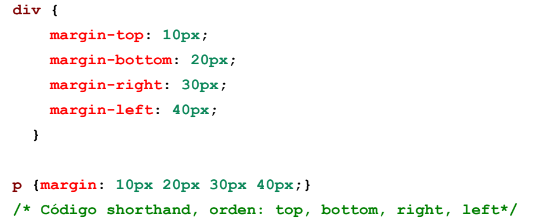 div {
margin-top: 10px;
margin-bottom: 20px;
margin-right: 30px;
margin-left: 40px;
}
p {margin: 10px 20px 30px 40px;}
/* Código shorthand, orden: top, bottom, right, left*/